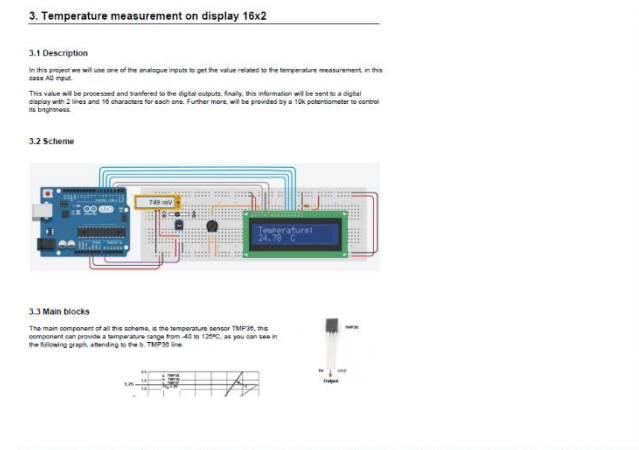 3. Temperature measurement on display 16x2
3.1 Description
In this project we will use one of the analogue inputs to get the value related to the temperature measurement, in this
case A0 input.
This value will be processed and tranfered to the digital outputs, finally, this information will be sent to a digital
display with 2 lines and 16 characters for each one. Further more, will be provided by a 10k potentiometer to control
its brightness.
3.2 Scheme
749 mV
Temperature:
24.70 C
3.3 Main blocks
The main component of all this scheme, is the temperature sensor TMP36, this
component can provide a temperature range from -40 to 125ºC, as you can see in
the following graph, attending to the b. TMP36 line.
TMP36
5V GND
Output
a. TMP35
b. TMP36